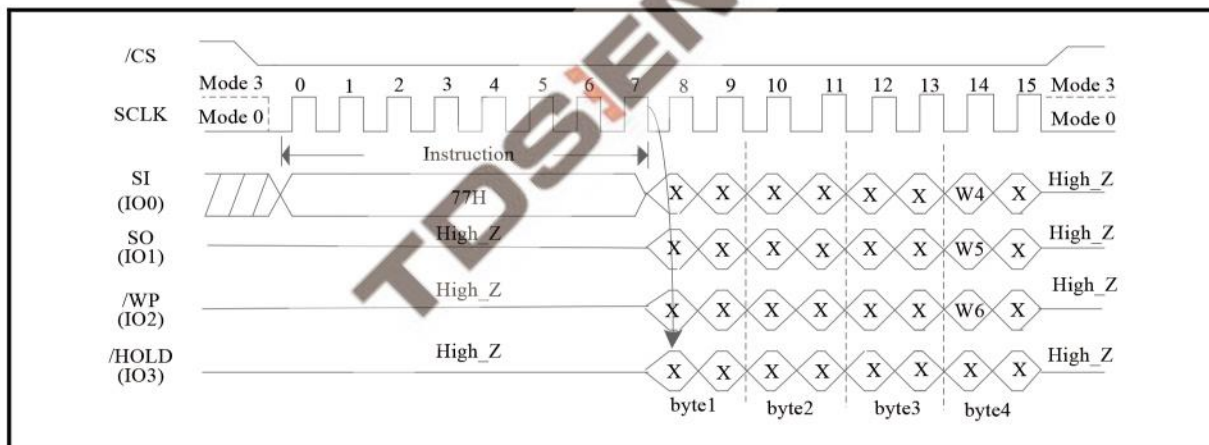 /CS
Mode 3 0 1 2 3 4 5 6 7 8 9 10 11 12 13 14 15 Mode 3
SCLK Mode 0 Mode 0
Instruction
SI
(IO0) 77H X X X X X X W4 X High_Z
SO
(IO1) High_Z X X X X X X W5 X High_Z
/WP
(IO2) High_Z X X X X X X W6 X High_Z
/HOLD
(IO3) High_Z X X X X X X X X High_Z
byte1 byte2 byte3 byte4
TDSjEN